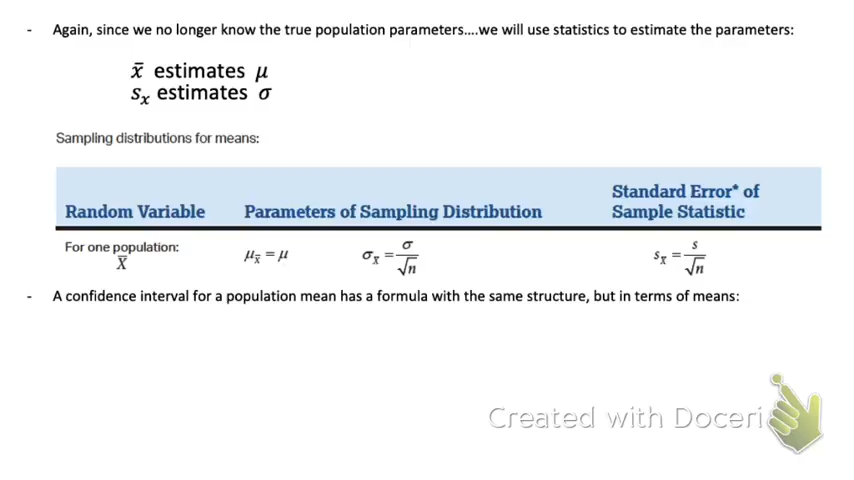 - Again, since we no longer know the true population parameters....we will use statistics to estimate the parameters:
x̄ estimates μ
sₓ estimates σ
Sampling distributions for means:
Random Variable Parameters of Sampling Distribution Standard Error* of Sample Statistic
For one population: X̄ μ_X̄ = μ σ_X̄ = σ/√n s_X̄ = s/√n
- A confidence interval for a population mean has a formula with the same structure, but in terms of means:
Created with Doceri